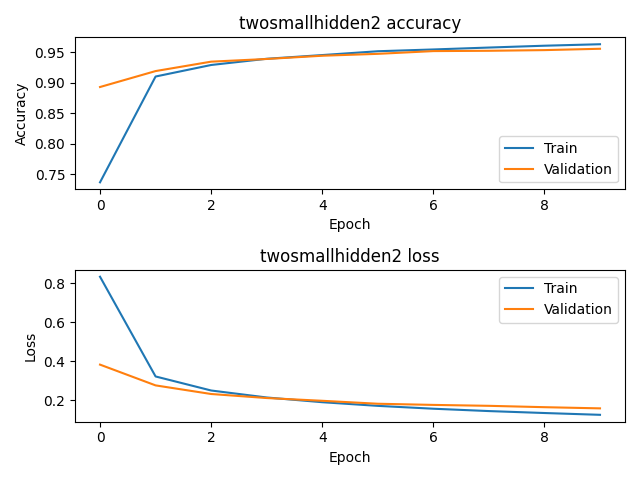 twosmallhidden2 accuracy
0.95
0.90
0.85
0.80
0.75
Accuracy
Train
Validation
0 2 4 6 8
Epoch
twosmallhidden2 loss
0.8
0.6
0.4
0.2
Loss
Train
Validation
0 2 4 6 8
Epoch